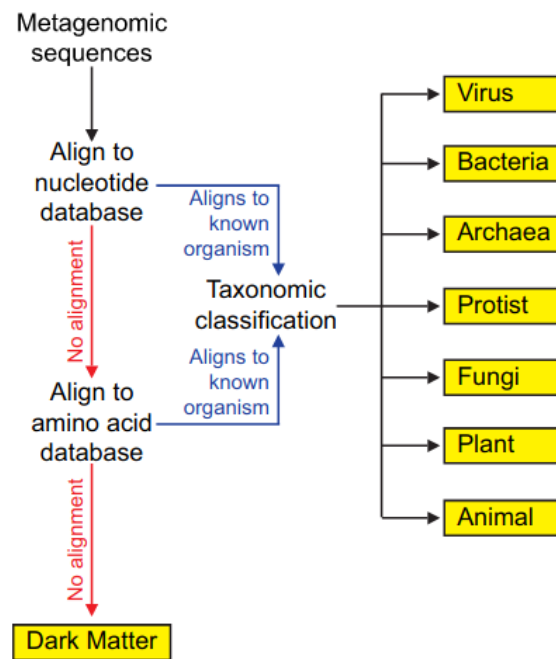 Metagenomic
sequences
Align to
nucleotide
database
Aligns to
known
organism
No alignment
Taxonomic
classification
Aligns to
known
organism
Align to
amino acid
database
No alignment
Dark Matter
Virus
Bacteria
Archaea
Protist
Fungi
Plant
Animal